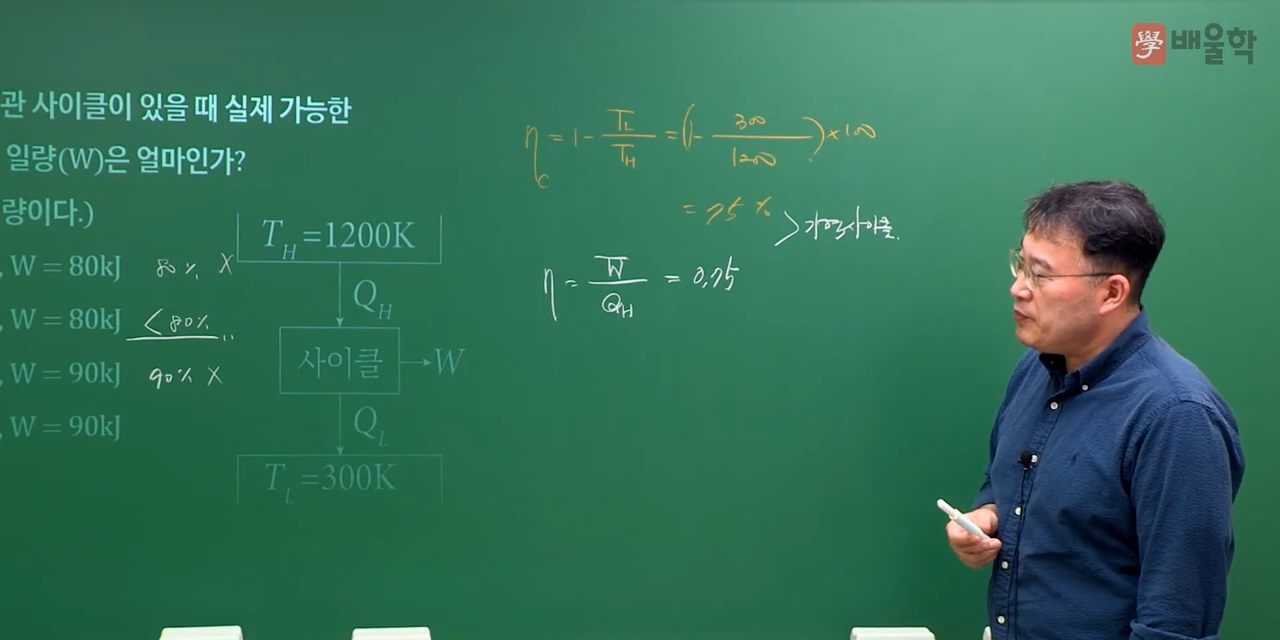 學 배울학
관 사이클이 있을 때 실제 가능한
일량(W)은 얼마인가?
량이다.)
, W = 80kJ 80% X
, W = 80kJ < 80%
, W = 90kJ 90% X
, W = 90kJ
T_H=1200K
Q_H
사이클 W
Q_L
T_L=300K
η_c = 1 - T_L/T_H = (1 - 300/1200) × 100
= 75 % > 가역사이클.
η = W/Q_H = 0.75